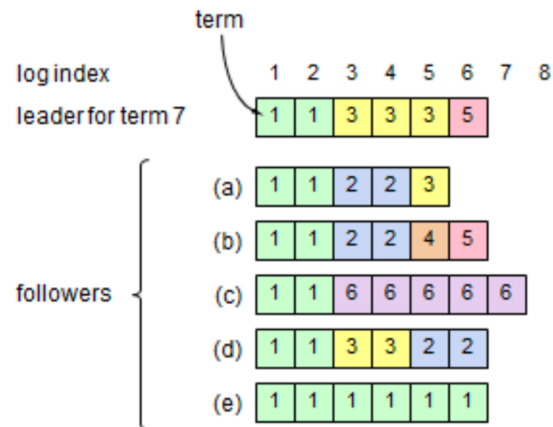 term
log index 1 2 3 4 5 6 7 8
leader for term 7 1 1 3 3 3 5
(a) 1 1 2 2 3
(b) 1 1 2 2 4 5
followers (c) 1 1 6 6 6 6 6
(d) 1 1 3 3 2 2
(e) 1 1 1 1 1 1